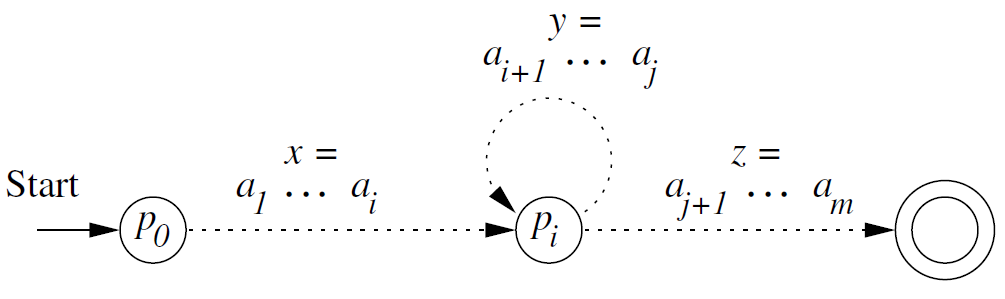 y =
a_{i+1} ... a_j
x =
a_1 ... a_i
z =
a_{j+1} ... a_m
Start
p_0
p_i